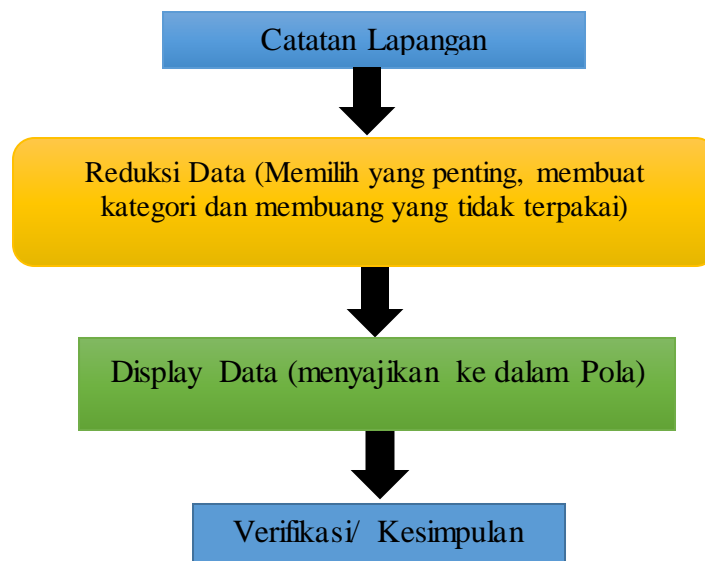 Catatan Lapangan
Reduksi Data (Memilih yang penting, membuat
kategori dan membuang yang tidak terpakai)
Display Data (menyajikan ke dalam Pola)
Verifikasi/ Kesimpulan